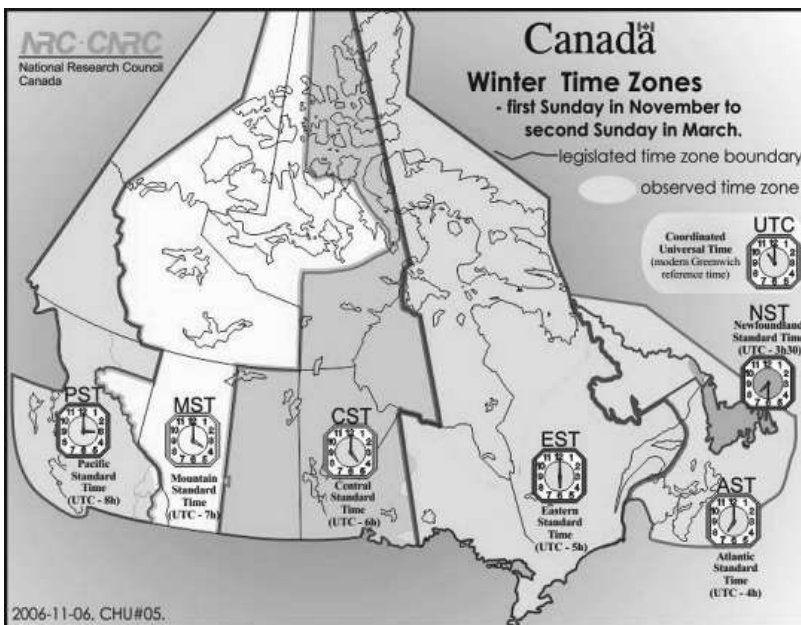 NRC·CNRC
National Research Council
Canada
Canada
Winter Time Zones
- first Sunday in November to
second Sunday in March.
legislated time zone boundary
observed time zone
UTC
Coordinated
Universal Time
(modern Greenwich
reference time)
NST
Newfoundland
Standard Time
(UTC - 3h30)
PST
Pacific
Standard
Time
(UTC - 8h)
MST
Mountain
Standard
Time
(UTC - 7h)
CST
Central
Standard
Time
(UTC - 6h)
EST
Eastern
Standard
Time
(UTC - 5h)
AST
Atlantic
Standard
Time
(UTC - 4h)
2006-11-06. CHU#05.